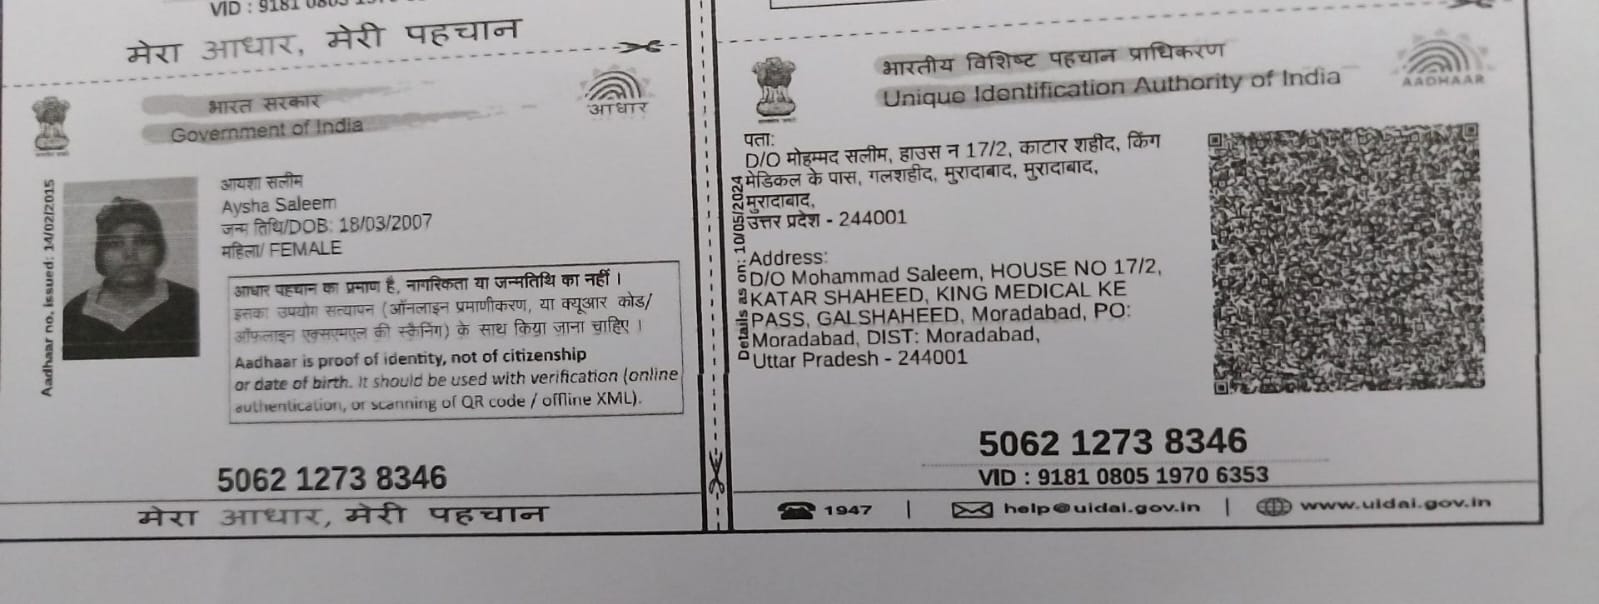 VID : 9181 0805 1970 6353
मेरा आधार, मेरी पहचान
भारत सरकार
Government of India
आधार
Aadhaar no. issued: 14/02/2015
आयशा सलीम
Aysha Saleem
जन्म तिथि/DOB: 18/03/2007
महिला/ FEMALE
आधार पहचान का प्रमाण है, नागरिकता या जन्मतिथि का नहीं ।
इसका उपयोग सत्यापन (ऑनलाइन प्रमाणीकरण, या क्यूआर कोड/
ऑफलाइन एक्सएमएल की स्कैनिंग) के साथ किया जाना चाहिए ।
Aadhaar is proof of identity, not of citizenship
or date of birth. It should be used with verification (online
authentication, or scanning of QR code / offline XML).
5062 1273 8346
मेरा आधार, मेरी पहचान
भारतीय विशिष्ट पहचान प्राधिकरण
Unique Identification Authority of India
AADHAAR
Details as on: 10/05/2024
पता:
D/O मोहम्मद सलीम, हाउस न 17/2, काटार शहीद, किंग
मेडिकल के पास, गलशहीद, मुरादाबाद, मुरादाबाद,
मुरादाबाद,
उत्तर प्रदेश - 244001
Address:
D/O Mohammad Saleem, HOUSE NO 17/2,
KATAR SHAHEED, KING MEDICAL KE
PASS, GALSHAHEED, Moradabad, PO:
Moradabad, DIST: Moradabad,
Uttar Pradesh - 244001
5062 1273 8346
VID : 9181 0805 1970 6353
1947 | help@uidai.gov.in | www.uidai.gov.in